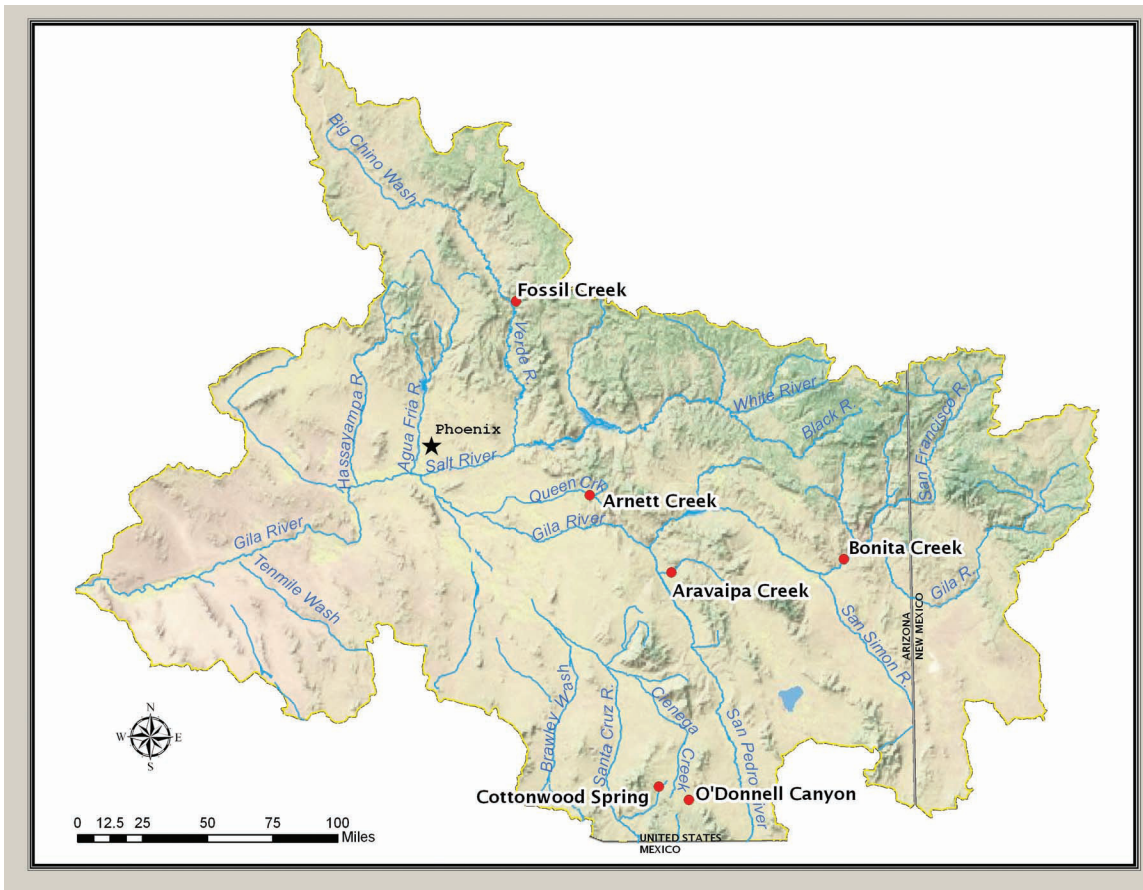 Big Chino Wash
Fossil Creek
Verde R.
Hassayampa R.
Agua Fria R.
Phoenix
Salt River
White River
Black R.
San Francisco R.
Queen Crk
Arnett Creek
Gila River
Gila River
Bonita Creek
Aravaipa Creek
Gila R.
Tenmile Wash
San Simon R.
ARIZONA
NEW MEXICO
Brawley Wash
Santa Cruz R.
Cienega Creek
San Pedro River
Cottonwood Spring
O'Donnell Canyon
N
W E
S
0 12.5 25 50 75 100
Miles
UNITED STATES
MEXICO